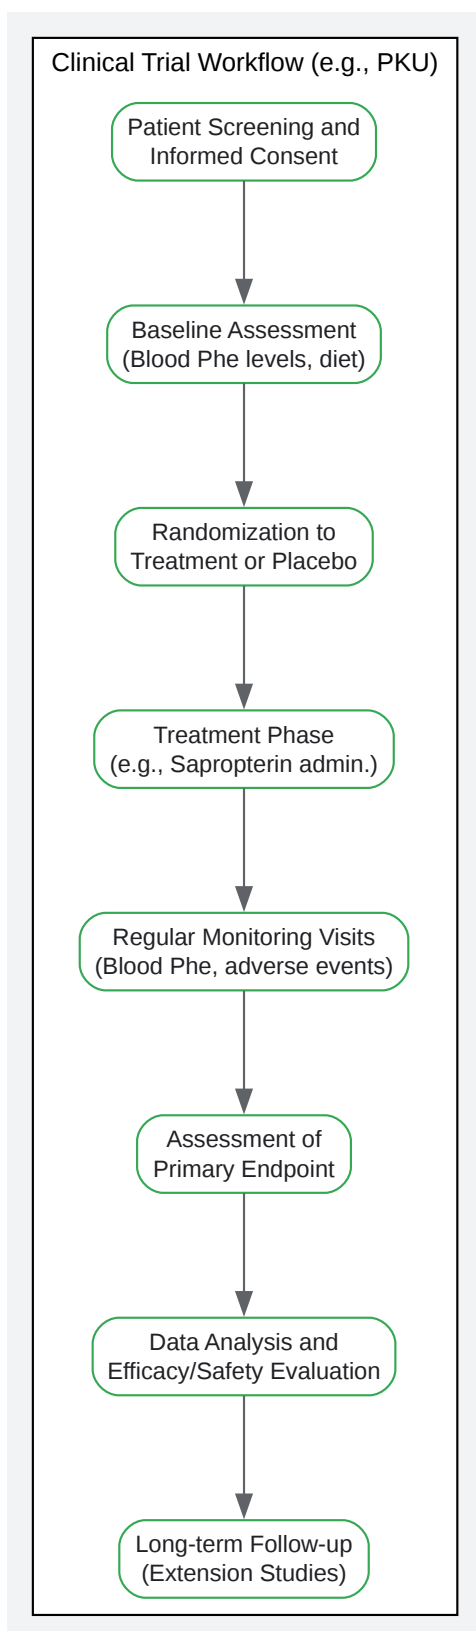 Clinical Trial Workflow (e.g., PKU)
Patient Screening and
Informed Consent
Baseline Assessment
(Blood Phe levels, diet)
Randomization to
Treatment or Placebo
Treatment Phase
(e.g., Sapropterin admin.)
Regular Monitoring Visits
(Blood Phe, adverse events)
Assessment of
Primary Endpoint
Data Analysis and
Efficacy/Safety Evaluation
Long-term Follow-up
(Extension Studies)